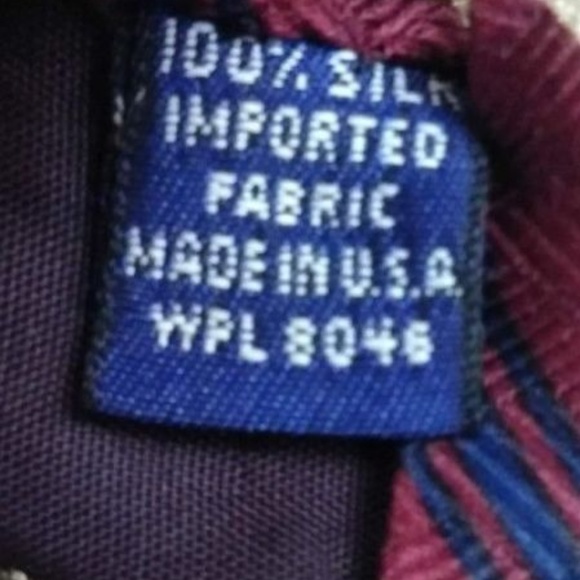 100% SILK
IMPORTED
FABRIC
MADE IN U.S.A.
WPL 8046